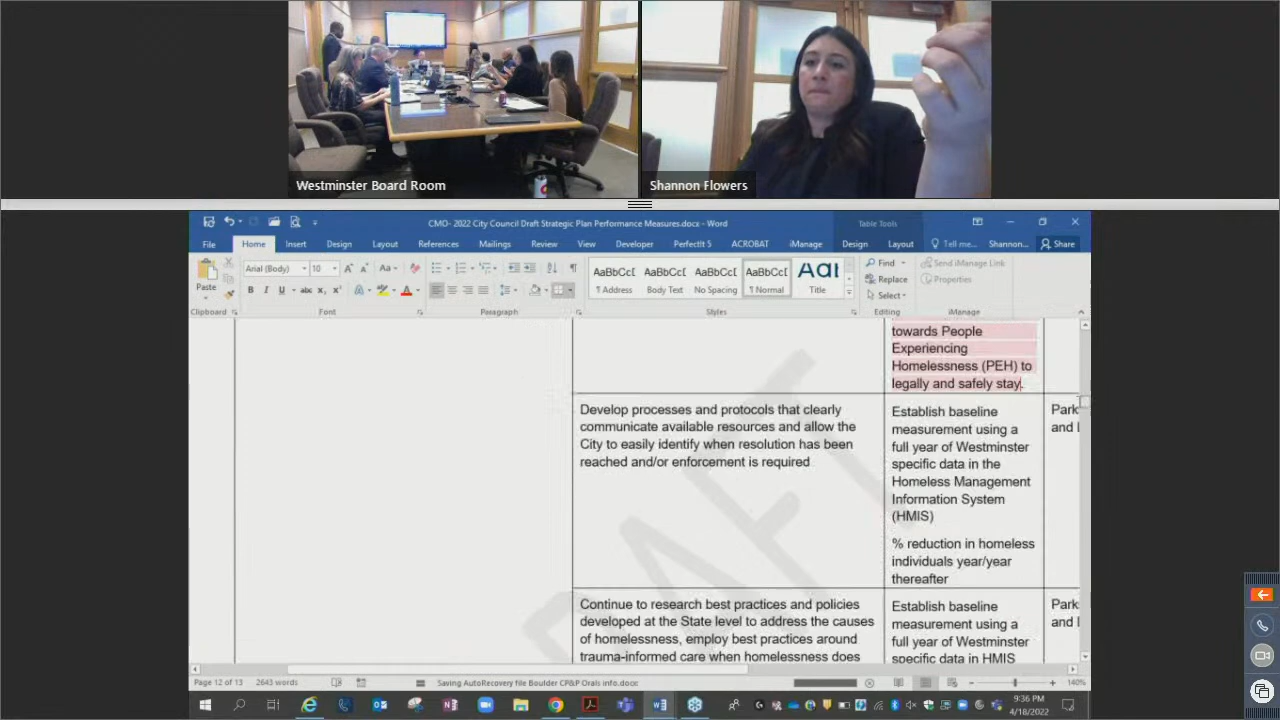 Westminster Board Room
Shannon Flowers
CMO- 2022 City Council Draft Strategic Plan Performance Measures.docx - Word
Table Tools
File Home Insert Design Layout References Mailings Review View Developer PerfectIt 5 ACROBAT iManage Design Layout Tell me... Shannon... Share
Arial (Body) 10
Paste
AaBbCcI AaBbCcI AaBbCcI AaBbCcI AaI
¶ Address Body Text No Spacing ¶ Normal Title
Find
Replace
Select
Send iManage Link
Properties
Clipboard Font Paragraph Styles Editing iManage
towards People
Experiencing
Homelessness (PEH) to
legally and safely stay.
Develop processes and protocols that clearly
communicate available resources and allow the
City to easily identify when resolution has been
reached and/or enforcement is required
Establish baseline
measurement using a
full year of Westminster
specific data in the
Homeless Management
Information System
(HMIS)
% reduction in homeless
individuals year/year
thereafter
Park
and
Continue to research best practices and policies
developed at the State level to address the causes
of homelessness, employ best practices around
trauma-informed care when homelessness does
Establish baseline
measurement using a
full year of Westminster
specific data in HMIS
Park
and
DRAFT
Page 12 of 13 2643 words Saving AutoRecovery file Boulder CP&P Orals info.docx: 140%
9:36 PM
4/18/2022